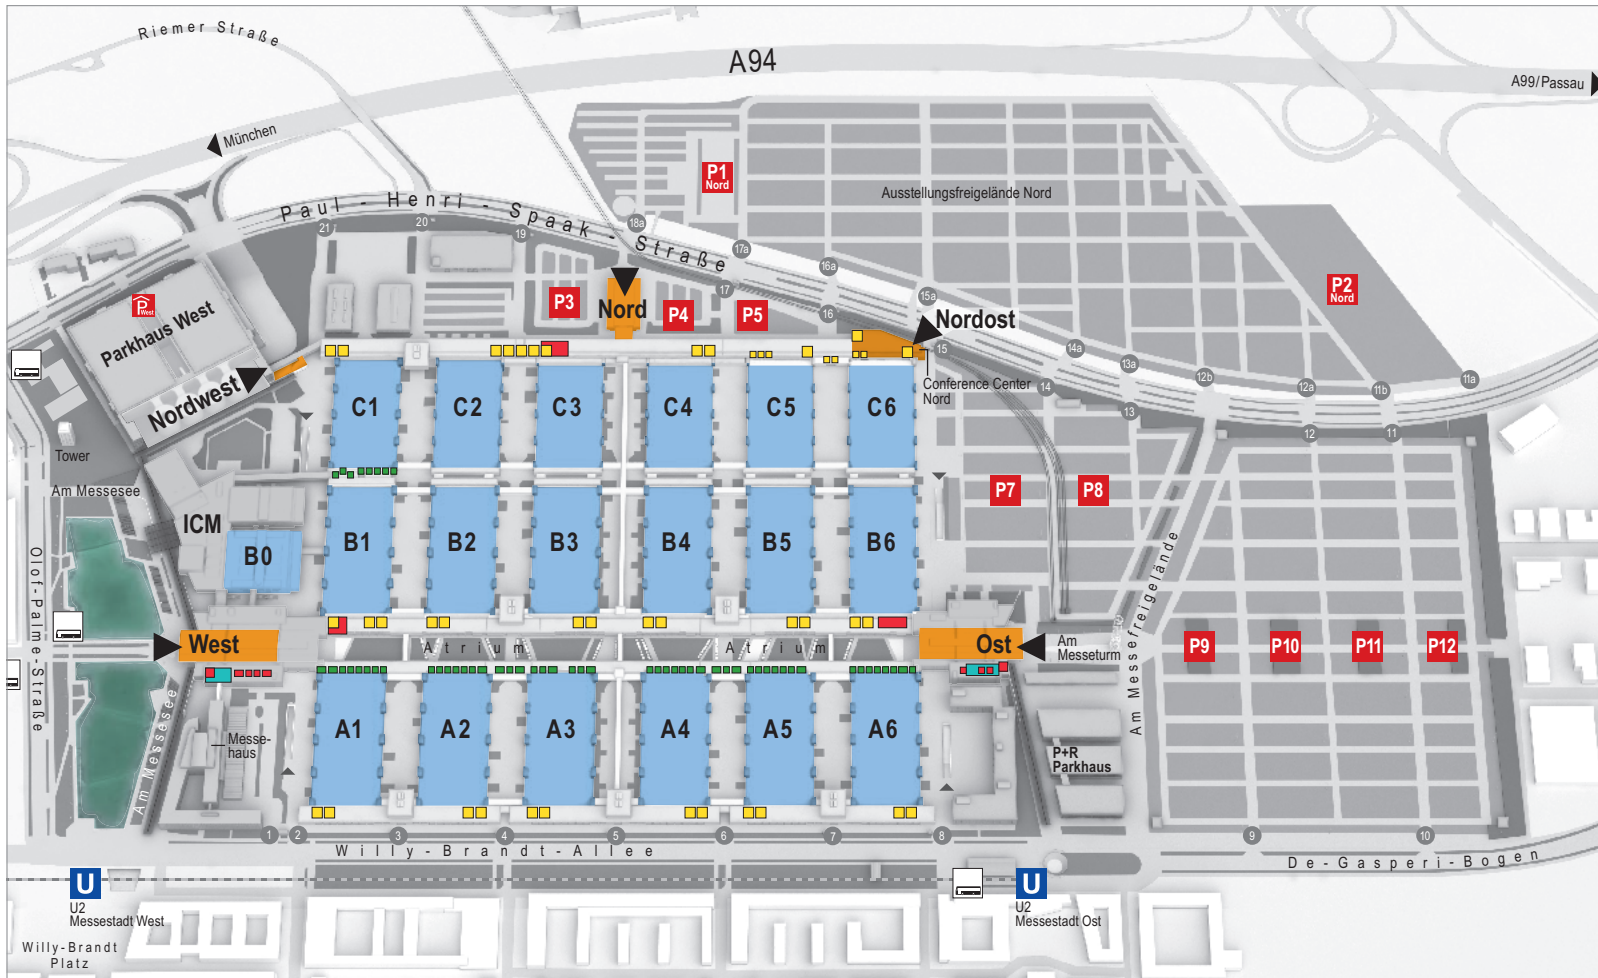 Riemer Straße
A94
A99/Passau
München
P1
Nord
Ausstellungsfreigelände Nord
Paul-Henri-Spaak-Straße
21
20
19
18a
17a
16a
15a
17
16
15
14a
13a
12b
12a
11b
11a
14
13
12
11
P2
Nord
P3
Nord
P4
P5
Nordost
Conference Center
Nord
P
West
Parkhaus West
Nordwest
C1
C2
C3
C4
C5
C6
Tower
Am Messesee
ICM
P7
P8
B0
B1
B2
B3
B4
B5
B6
Olof-Palme-Straße
Am Messefreigelände
West
Atrium
Atrium
Ost
Am
Messeturm
P9
P10
P11
P12
A1
A2
A3
A4
A5
A6
Messe-
haus
Am Messesee
P+R
Parkhaus
1
2
3
4
5
6
7
8
9
10
Willy-Brandt-Allee
De-Gasperi-Bogen
U
U2
Messestadt West
U
U2
Messestadt Ost
Willy-Brandt
Platz